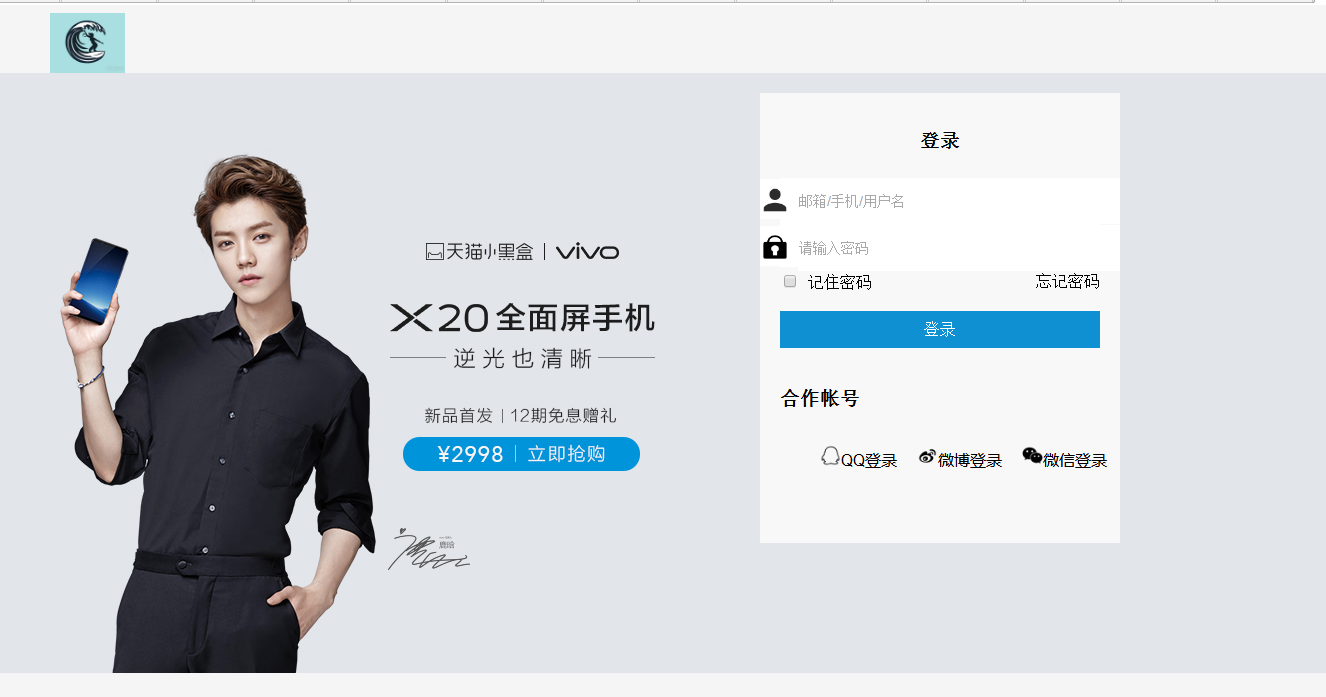 天猫小黑盒 | vivo
X20 全面屏手机
逆光也清晰
新品首发 | 12期免息赠礼
¥2998 | 立即抢购
鹿晗
登录
邮箱/手机/用户名
请输入密码
记住密码 忘记密码
登录
合作帐号
QQ登录 微博登录 微信登录